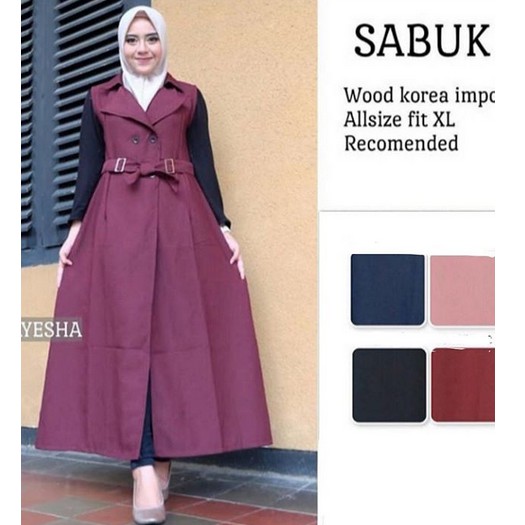 SABUK
Wood korea impo
Allsize fit XL
Recomended
YESHA